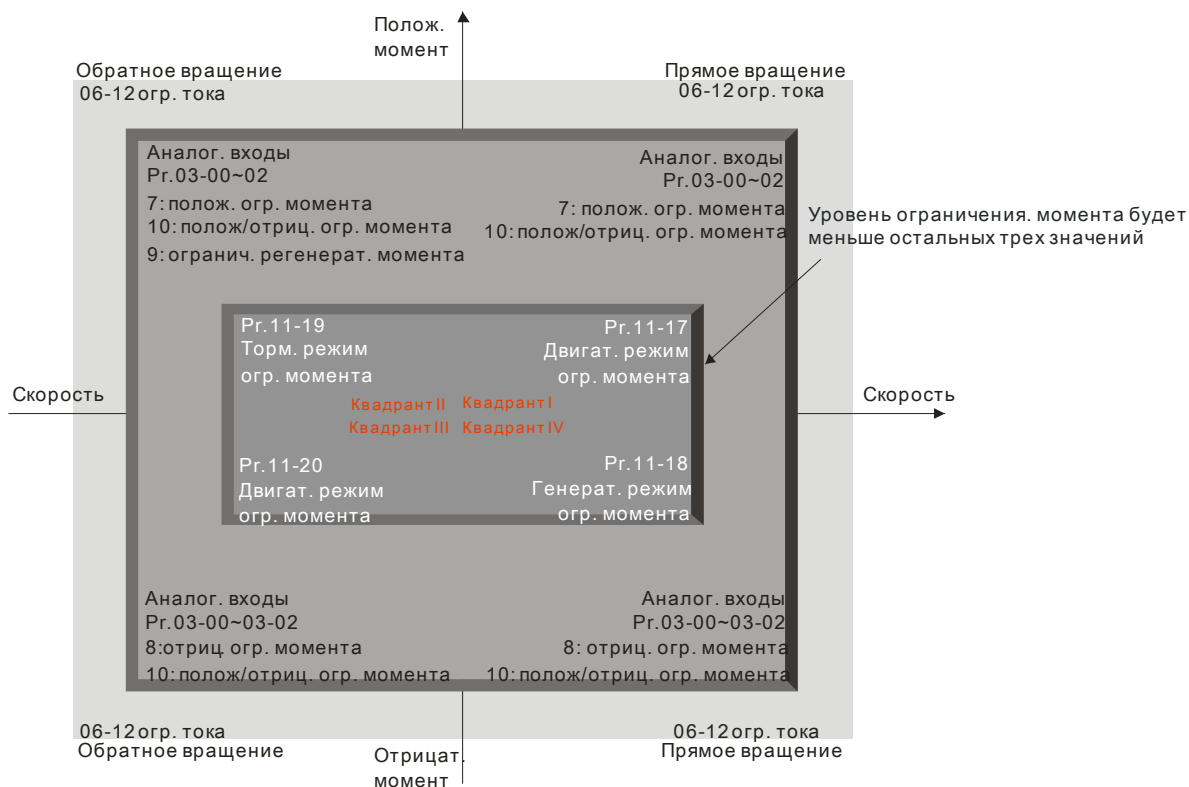 Полож.
момент
Обратное вращение
06-12 огр. тока
Прямое вращение
06-12 огр. тока
Аналог. входы
Pr.03-00~02
7: полож. огр. момента
10: полож/отриц. огр. момента
9: огранич. регенерат. момента
Аналог. входы
Pr.03-00~02
7: полож. огр. момента
10: полож/отриц. огр. момента
Уровень ограничения. момента будет
меньше остальных трех значений
Pr.11-19
Торм. режим
огр. момента
Pr.11-17
Двигат. режим
огр. момента
Скорость
Скорость
Квадрант II Квадрант I
Квадрант III Квадрант IV
Pr.11-20
Двигат. режим
огр. момента
Pr.11-18
Генерат. режим
огр. момента
Аналог. входы
Pr.03-00~03-02
8:отриц огр. момента
10: полож/отриц. огр. момента
Аналог. входы
Pr.03-00~03-02
8: отриц. огр. момента
10: полож/отриц. огр. момента
06-12 огр. тока
Обратное вращение
06-12 огр. тока
Прямое вращение
Отрицат.
момент